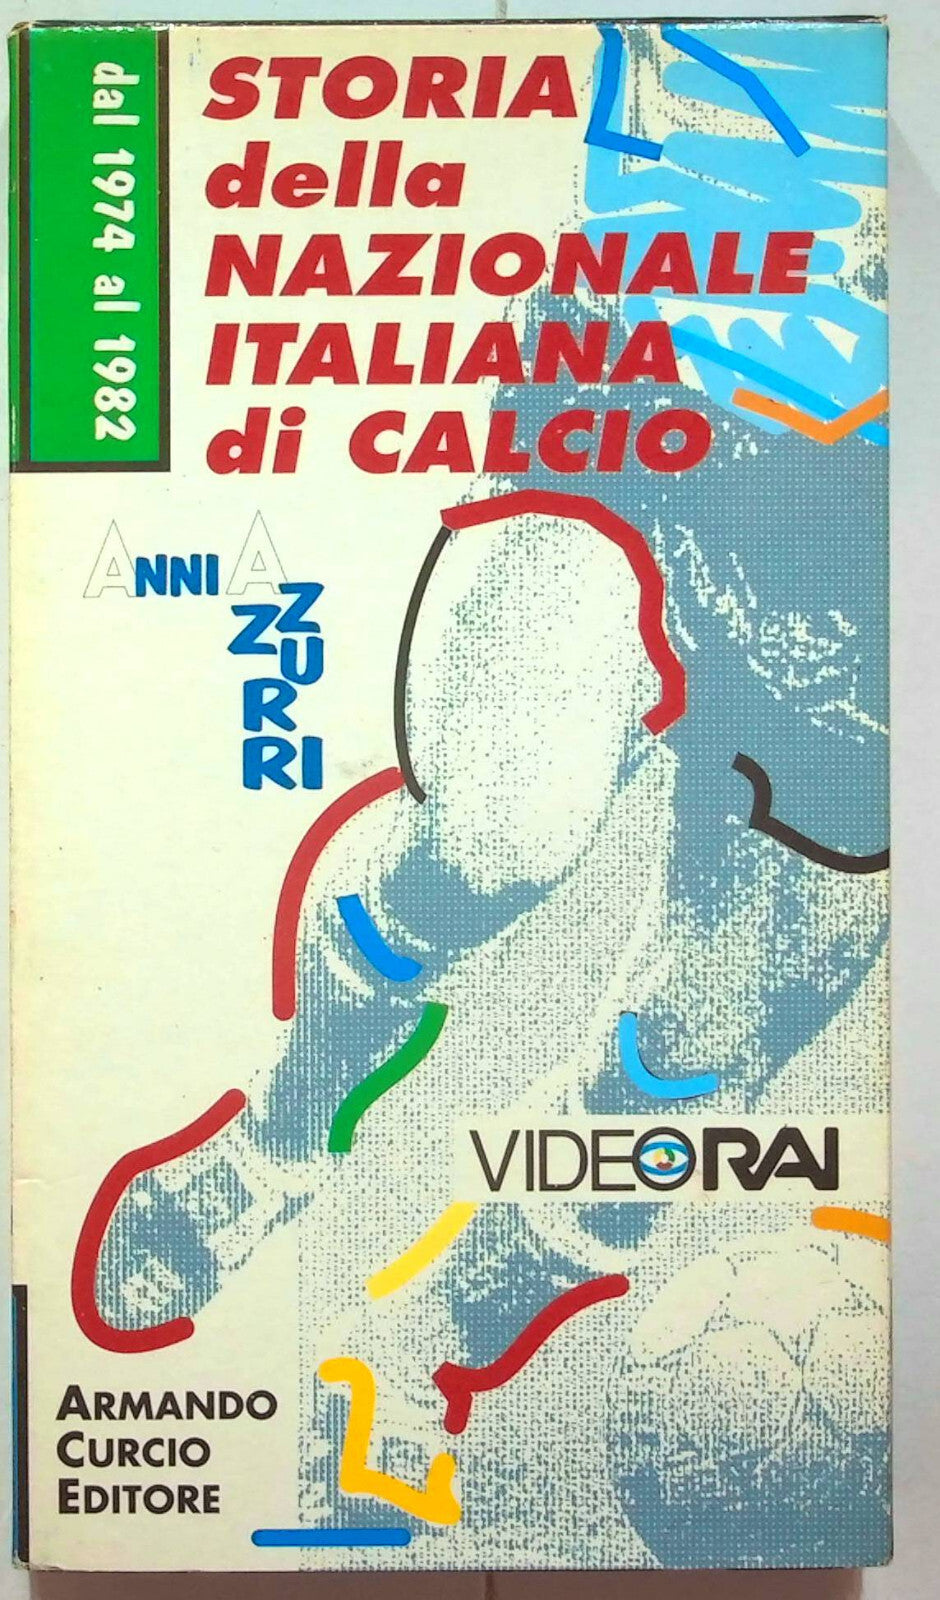 dal 1974 al 1982
STORIA
della
NAZIONALE
ITALIANA
di CALCIO
ANNI AZZURRI
VIDEORAI
ARMANDO
CURCIO
EDITORE